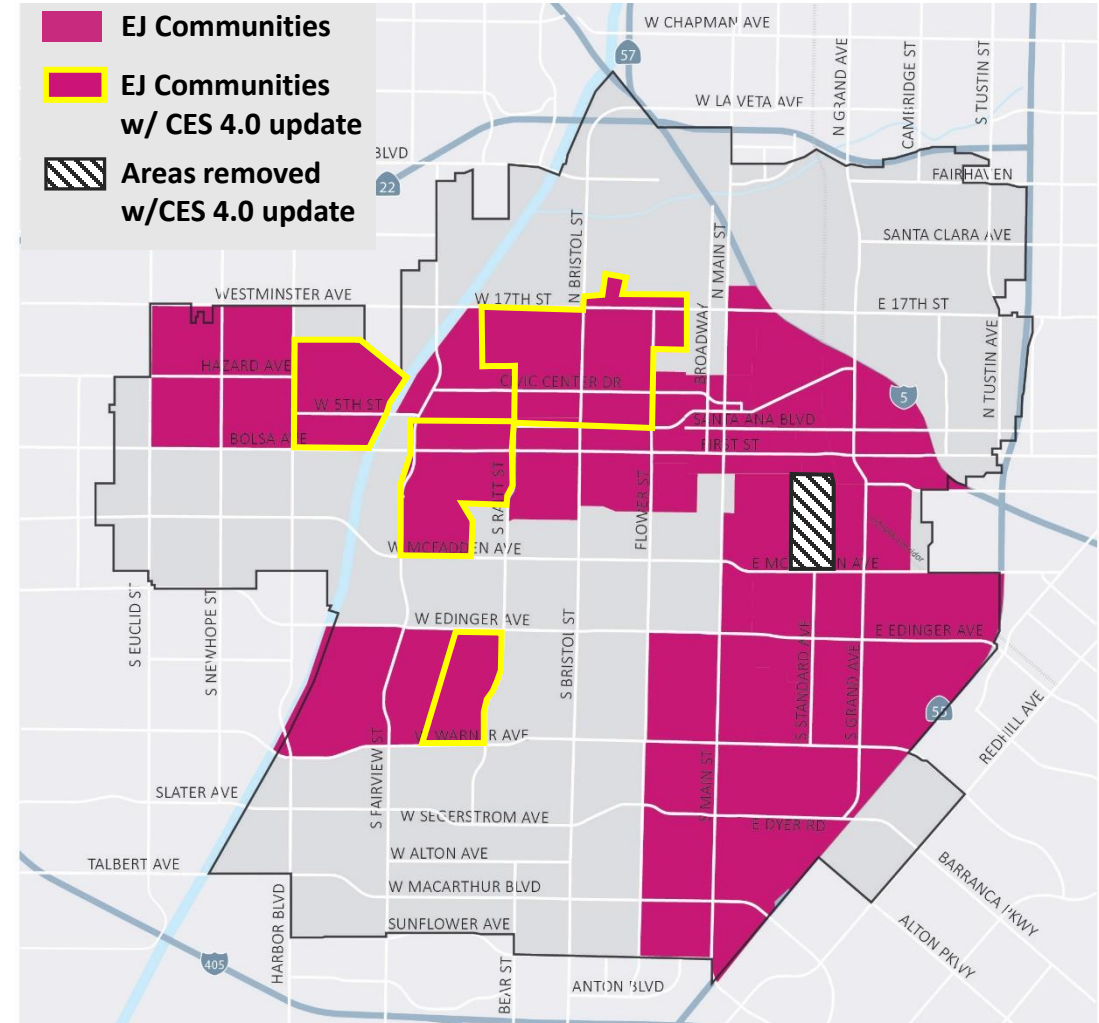 EJ Communities
EJ Communities
w/ CES 4.0 update
Areas removed
w/CES 4.0 update
W CHAPMAN AVE
57
W LA VETA AVE
N GRAND AVE
CAMBRIDGE ST
S TUSTIN ST
BLVD
22
FAIRHAVEN
SANTA CLARA AVE
N BRISTOL ST
N MAIN ST
WESTMINSTER AVE
W 17TH ST
E 17TH ST
BROADWAY
N TUSTIN AVE
HAZARD AVE
CIVIC CENTER DR
5
W 5TH ST
SANTA ANA BLVD
BOLSA AVE
FIRST ST
S RAITT ST
FLOWER ST
W MCFADDEN AVE
AVE
S EUCLID ST
S NEWHOPE ST
W EDINGER AVE
E EDINGER AVE
S BRISTOL ST
S STANDARD AVE
S GRAND AVE
55
REDHILL AVE
W WARNER AVE
S FAIRVIEW ST
S MAIN ST
SLATER AVE
W SEGERSTROM AVE
E DYER RD
W ALTON AVE
TALBERT AVE
W MACARTHUR BLVD
BARRANCA PKWY
HARBOR BLVD
SUNFLOWER AVE
ALTON PKWY
405
BEAR ST
ANTON BLVD